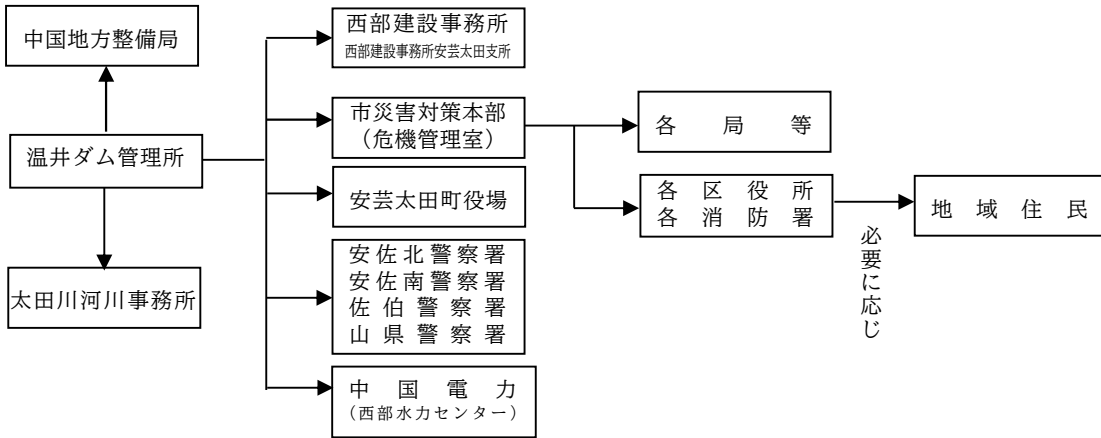 中国地方整備局
温井ダム管理所
太田川河川事務所
西部建設事務所
西部建設事務所安芸太田支所
市災害対策本部
（危機管理室）
安芸太田町役場
安佐北警察署
安佐南警察署
佐伯警察署
山県警察署
中国電力
（西部水力センター）
各局等
各区役所
各消防署
必要に応じ
地域住民